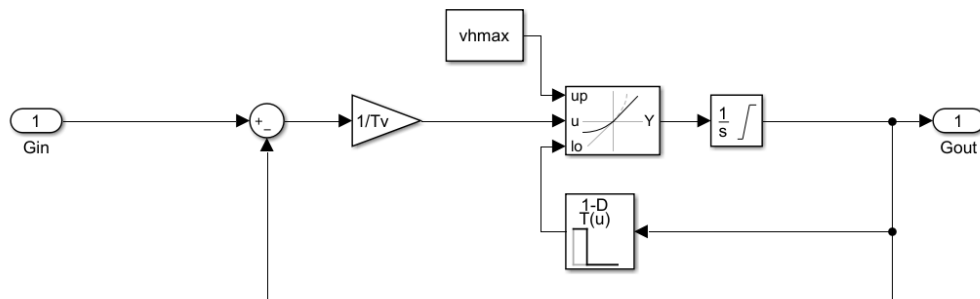 vhmax
1
Gin
+
−
1/Tv
up
u
lo
Y
1
s
1
Gout
1-D
T(u)